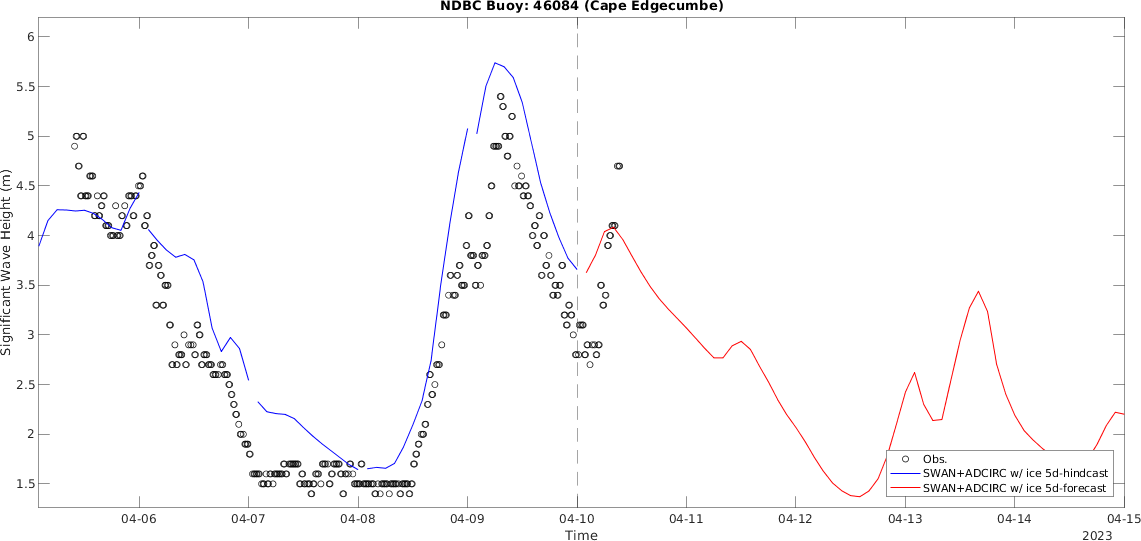 NDBC Buoy: 46084 (Cape Edgecumbe)
6
5.5
5
4.5
4
3.5
3
2.5
2
1.5
Significant Wave Height (m)
Obs.
SWAN+ADCIRC w/ ice 5d-hindcast
SWAN+ADCIRC w/ ice 5d-forecast
04-06 04-07 04-08 04-09 04-10 04-11 04-12 04-13 04-14 04-15
Time
2023